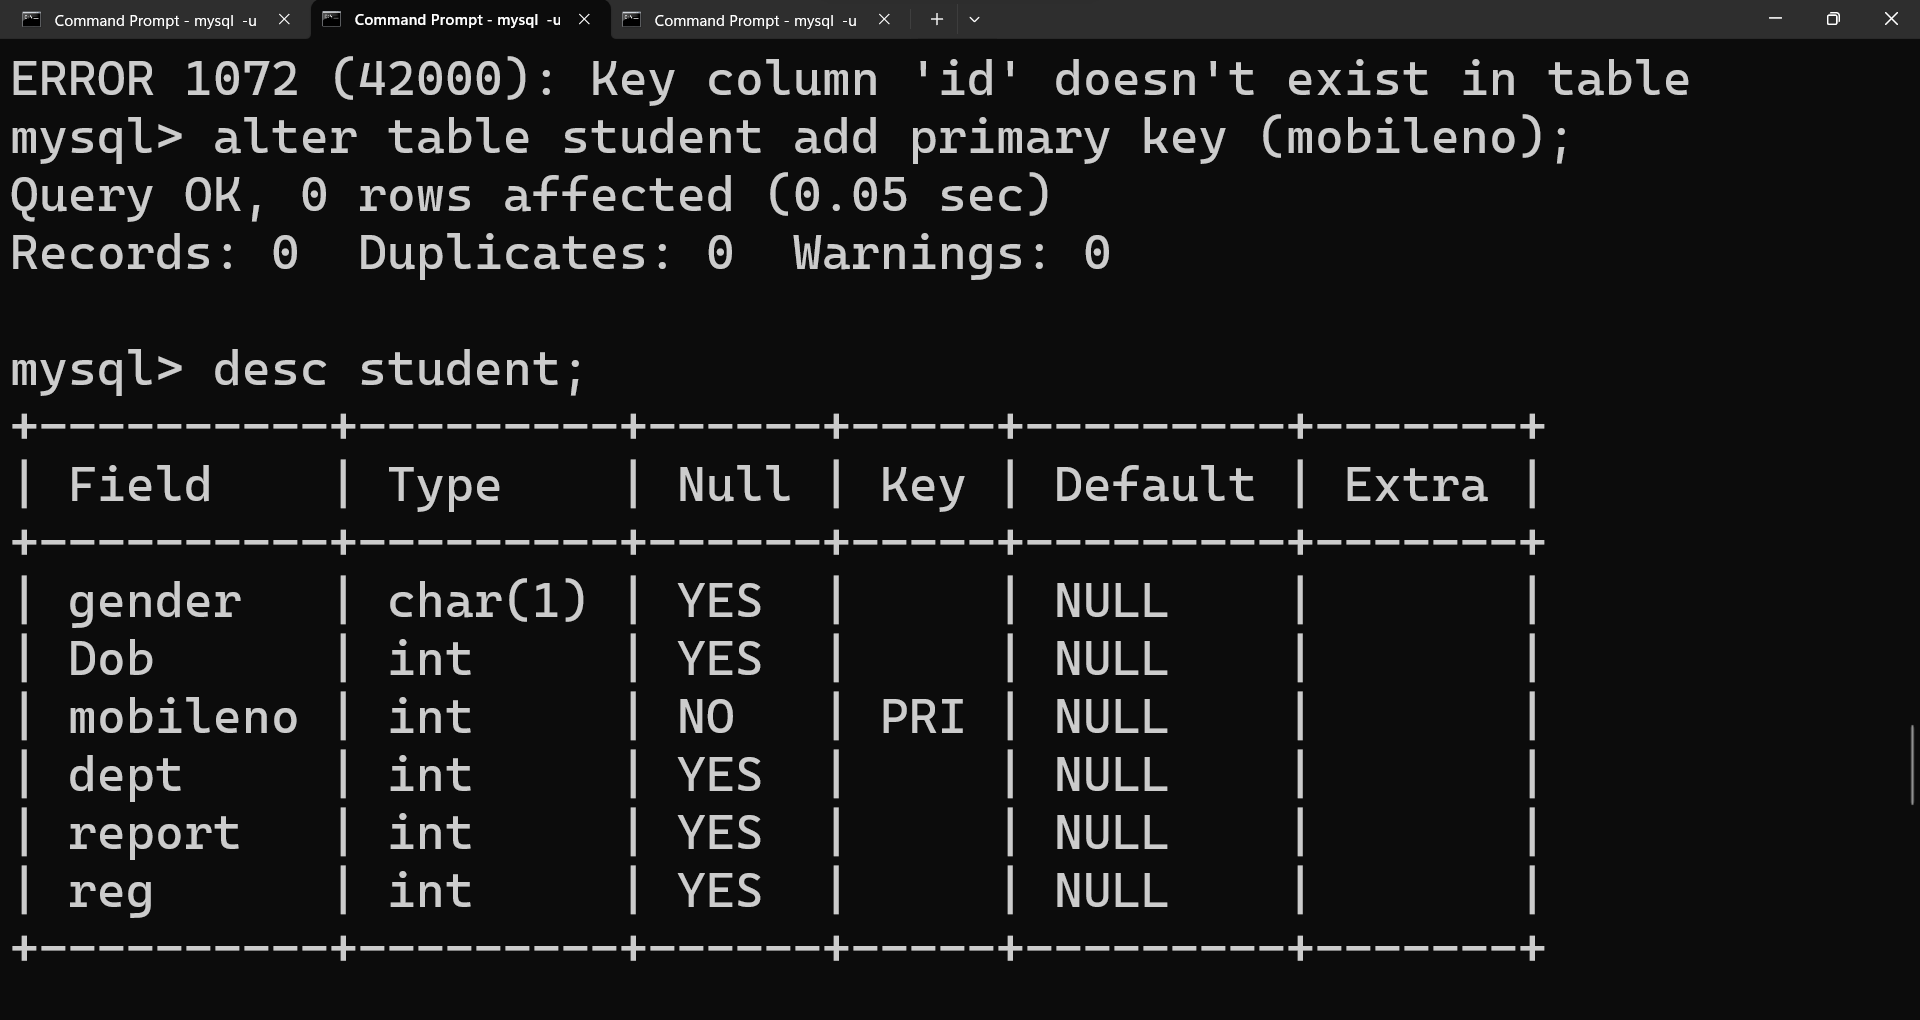 Command Prompt - mysql -u
Command Prompt - mysql -u
Command Prompt - mysql -u
ERROR 1072 (42000): Key column 'id' doesn't exist in table
mysql> alter table student add primary key (mobileno);
Query OK, 0 rows affected (0.05 sec)
Records: 0  Duplicates: 0  Warnings: 0

mysql> desc student;
+----------+---------+------+-----+---------+-------+
| Field    | Type    | Null | Key | Default | Extra |
+----------+---------+------+-----+---------+-------+
| gender   | char(1) | YES  |     | NULL    |       |
| Dob      | int     | YES  |     | NULL    |       |
| mobileno | int     | NO   | PRI | NULL    |       |
| dept     | int     | YES  |     | NULL    |       |
| report   | int     | YES  |     | NULL    |       |
| reg      | int     | YES  |     | NULL    |       |
+----------+---------+------+-----+---------+-------+